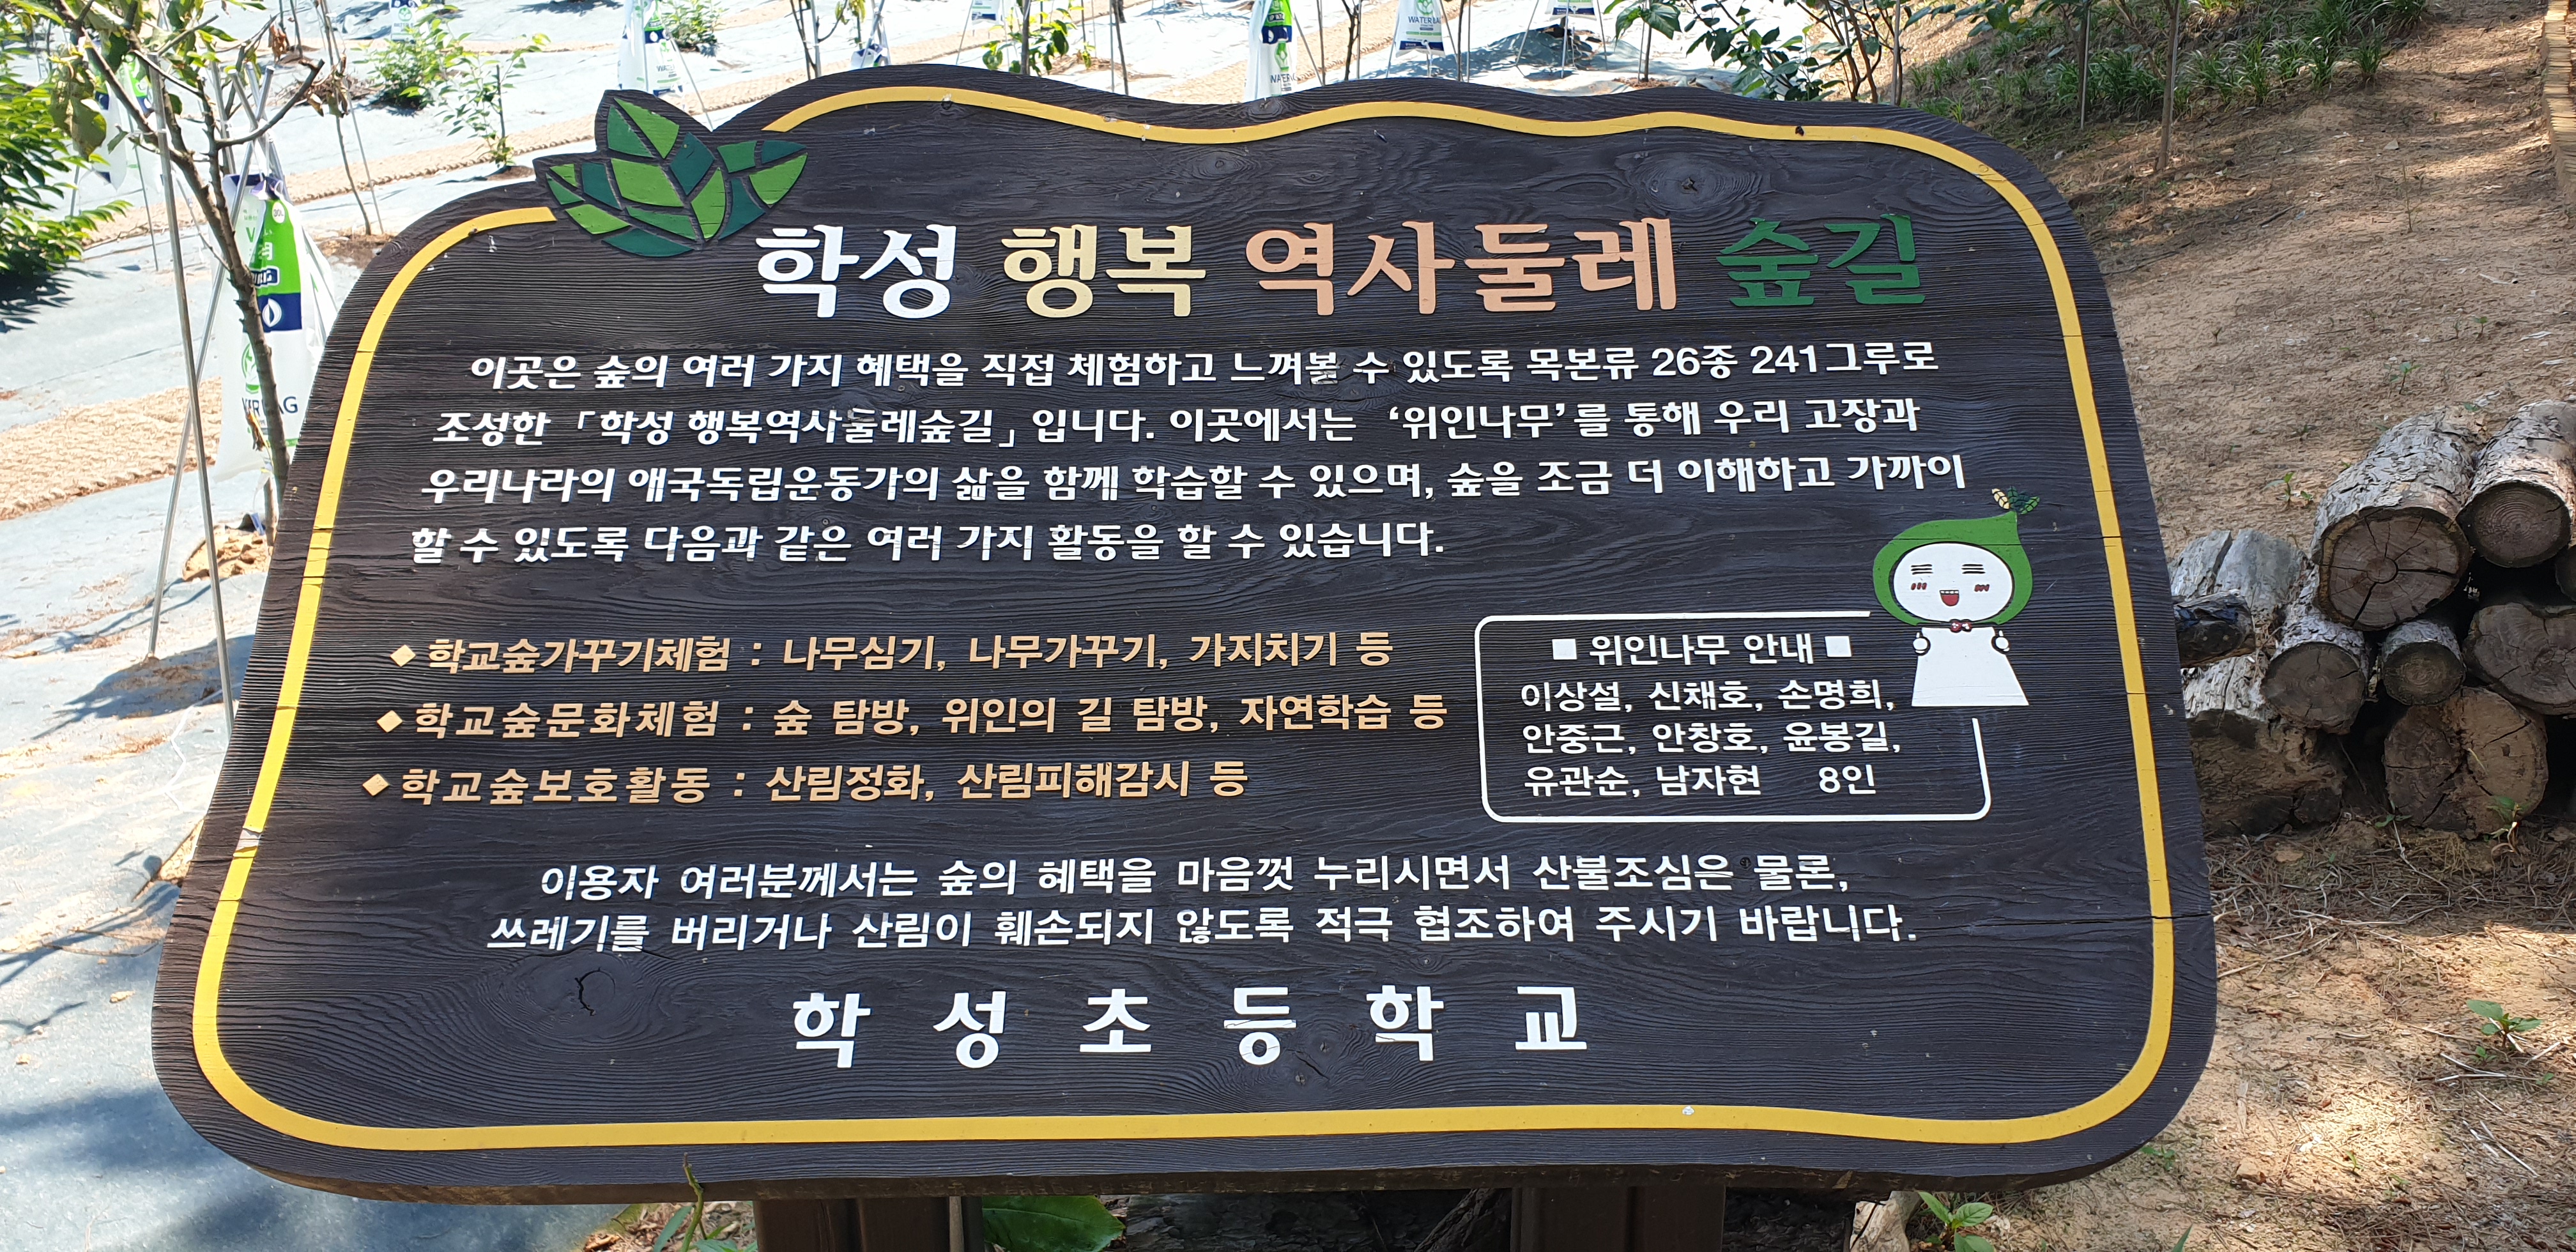 학성 행복 역사둘레 숲길
이곳은 숲의 여러 가지 혜택을 직접 체험하고 느껴볼 수 있도록 목본류 26종 241그루로
조성한 「학성 행복역사둘레숲길」입니다. 이곳에서는 ‘위인나무’를 통해 우리 고장과
우리나라의 애국독립운동가의 삶을 함께 학습할 수 있으며, 숲을 조금 더 이해하고 가까이
할 수 있도록 다음과 같은 여러 가지 활동을 할 수 있습니다.
◆ 학교숲가꾸기체험 : 나무심기, 나무가꾸기, 가지치기 등
◆ 학교숲문화체험 : 숲 탐방, 위인의 길 탐방, 자연학습 등
◆ 학교숲보호활동 : 산림정화, 산림피해감시 등
■ 위인나무 안내 ■
이상설, 신채호, 손명희,
안중근, 안창호, 윤봉길,
유관순, 남자현 8인
이용자 여러분께서는 숲의 혜택을 마음껏 누리시면서 산불조심은 물론,
쓰레기를 버리거나 산림이 훼손되지 않도록 적극 협조하여 주시기 바랍니다.
학성초등학교